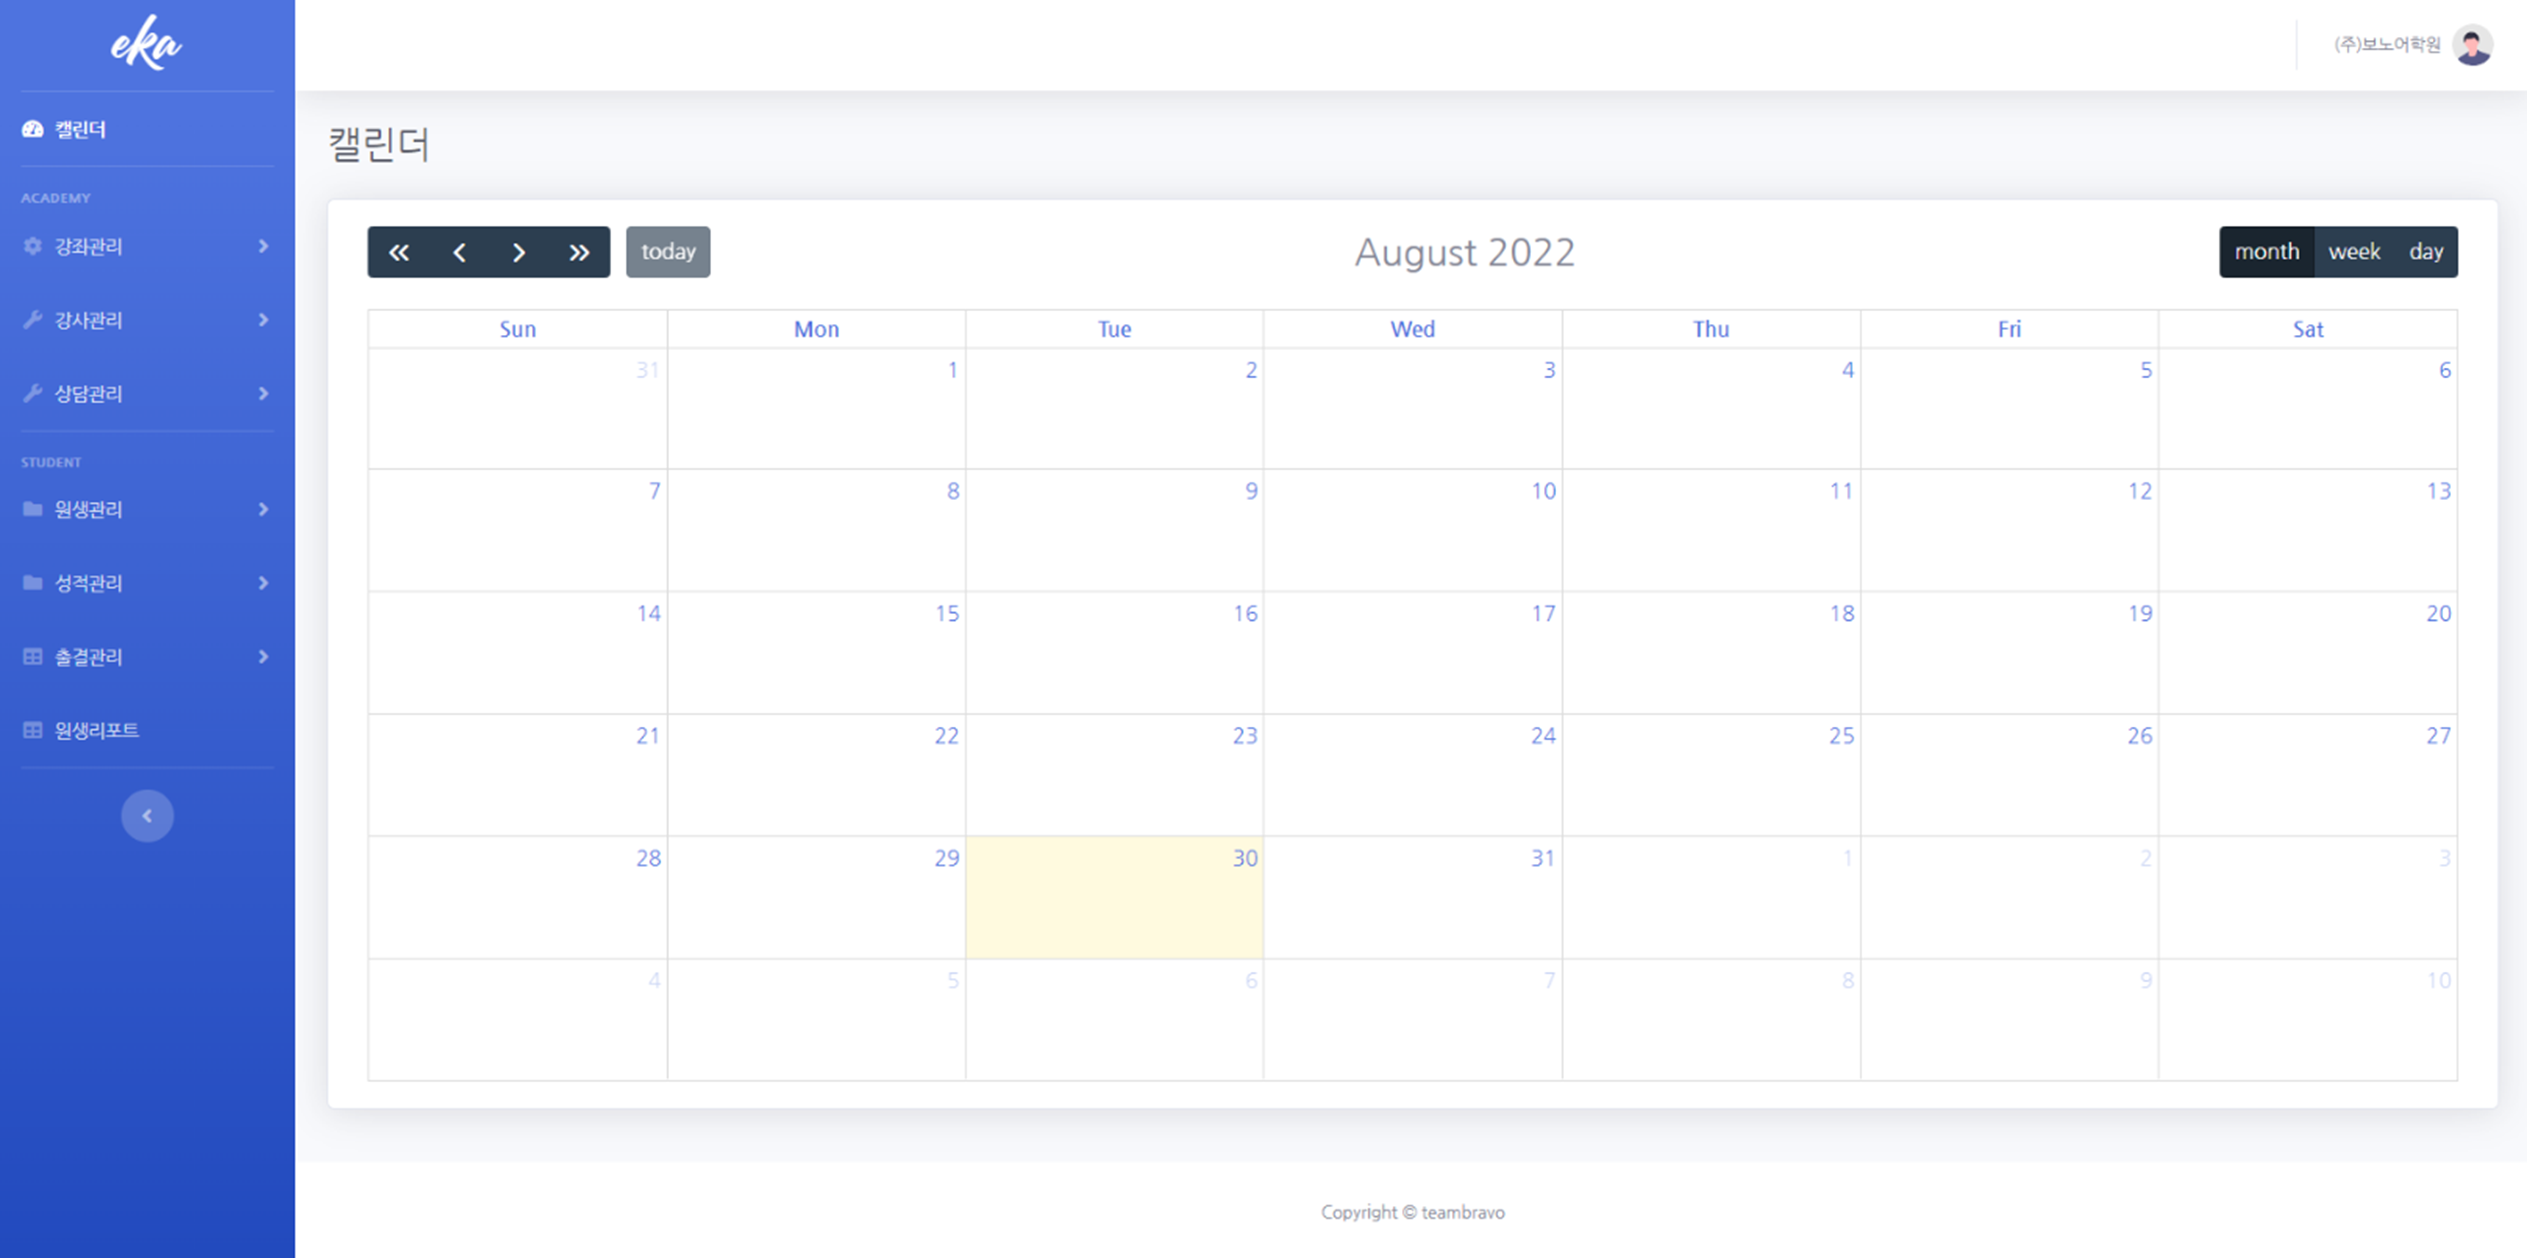 eka
(주)보노어학원
캘린더
ACADEMY
강좌관리
강사관리
상담관리
STUDENT
원생관리
성적관리
출결관리
원생리포트
캘린더
today
August 2022
month week day
Sun Mon Tue Wed Thu Fri Sat
31 1 2 3 4 5 6
7 8 9 10 11 12 13
14 15 16 17 18 19 20
21 22 23 24 25 26 27
28 29 30 31 1 2 3
4 5 6 7 8 9 10
Copyright © teambravo